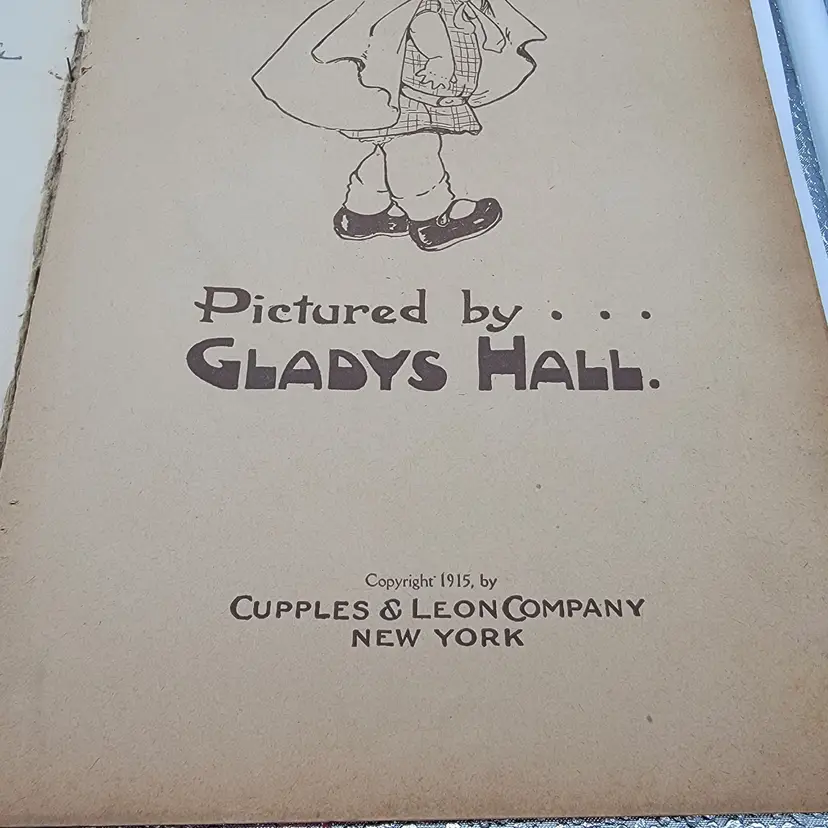 Pictured by . . .
GLADYS HALL.
Copyright 1915, by
CUPPLES & LEON COMPANY
NEW YORK